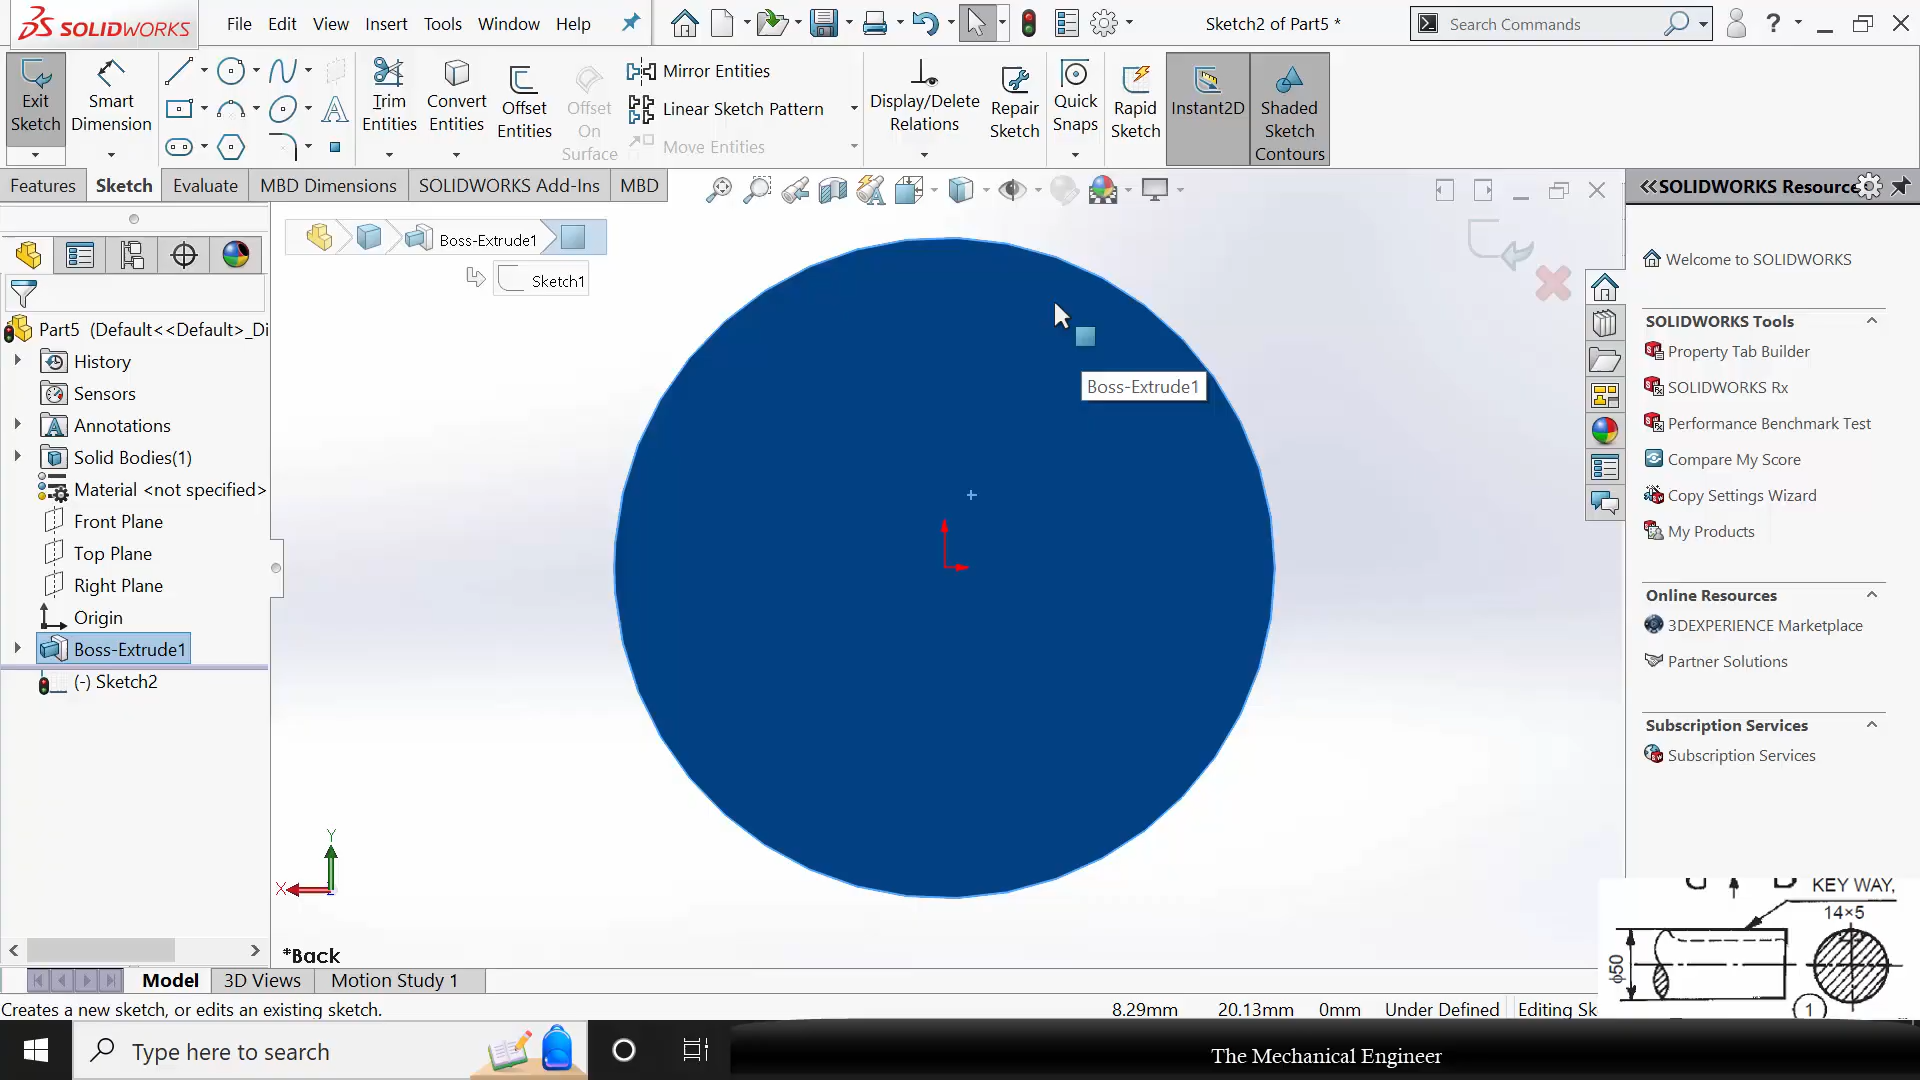 SOLIDWORKS
File Edit View Insert Tools Window Help
Sketch2 of Part5 *
Search Commands
Exit Sketch
Smart Dimension
Trim Entities
Convert Entities
Offset Entities
Offset On Surface
Mirror Entities
Linear Sketch Pattern
Move Entities
Display/Delete Relations
Repair Sketch
Quick Snaps
Rapid Sketch
Instant2D
Shaded Sketch Contours
Features Sketch Evaluate MBD Dimensions SOLIDWORKS Add-Ins MBD
SOLIDWORKS Resource
Boss-Extrude1
Sketch1
Part5 (Default<<Default>_Di
History
Sensors
Annotations
Solid Bodies(1)
Material <not specified>
Front Plane
Top Plane
Right Plane
Origin
Boss-Extrude1
(-) Sketch2
Boss-Extrude1
Y
X
*Back
Welcome to SOLIDWORKS
SOLIDWORKS Tools
Property Tab Builder
SOLIDWORKS Rx
Performance Benchmark Test
Compare My Score
Copy Settings Wizard
My Products
Online Resources
3DEXPERIENCE Marketplace
Partner Solutions
Subscription Services
Subscription Services
KEY WAY,
14×5
ϕ50
1
Model 3D Views Motion Study 1
Creates a new sketch, or edits an existing sketch.
8.29mm 20.13mm 0mm Under Defined Editing Sk
Type here to search
The Mechanical Engineer